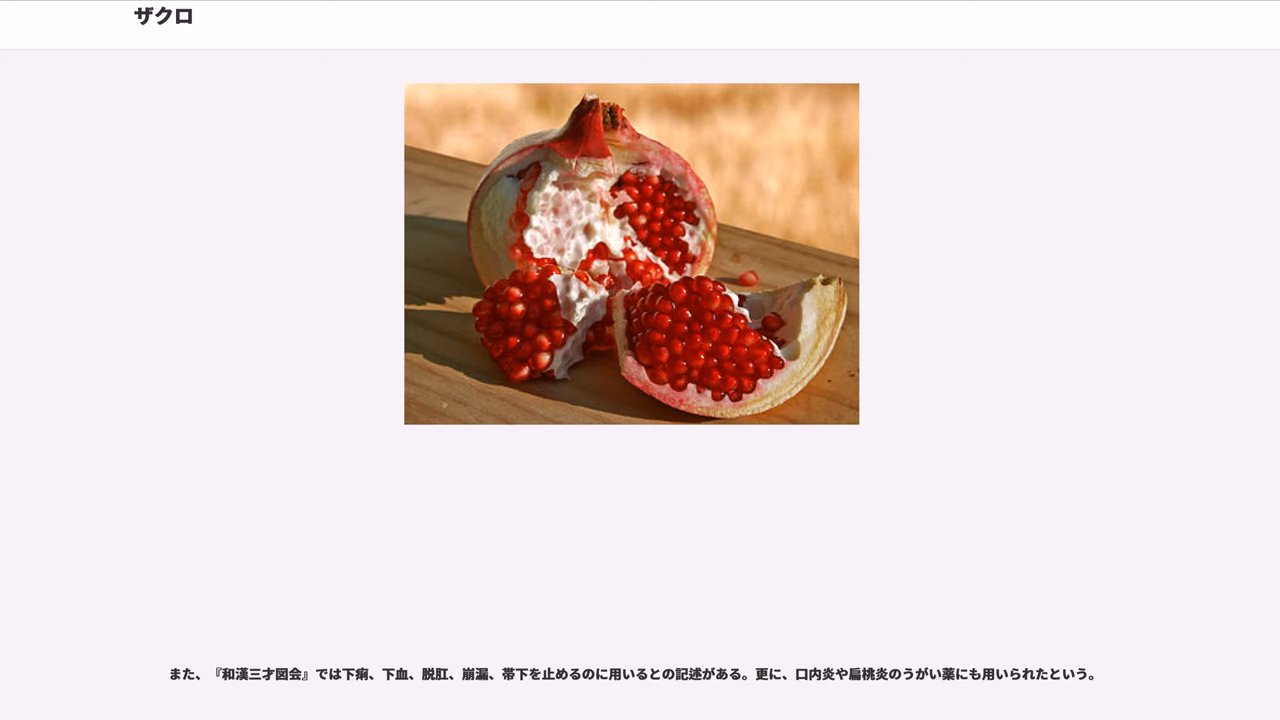 ザクロ
また、『和漢三才図会』では下痢、下血、脱肛、崩漏、帯下を止めるのに用いるとの記述がある。更に、口内炎や扁桃炎のうがい薬にも用いられたという。